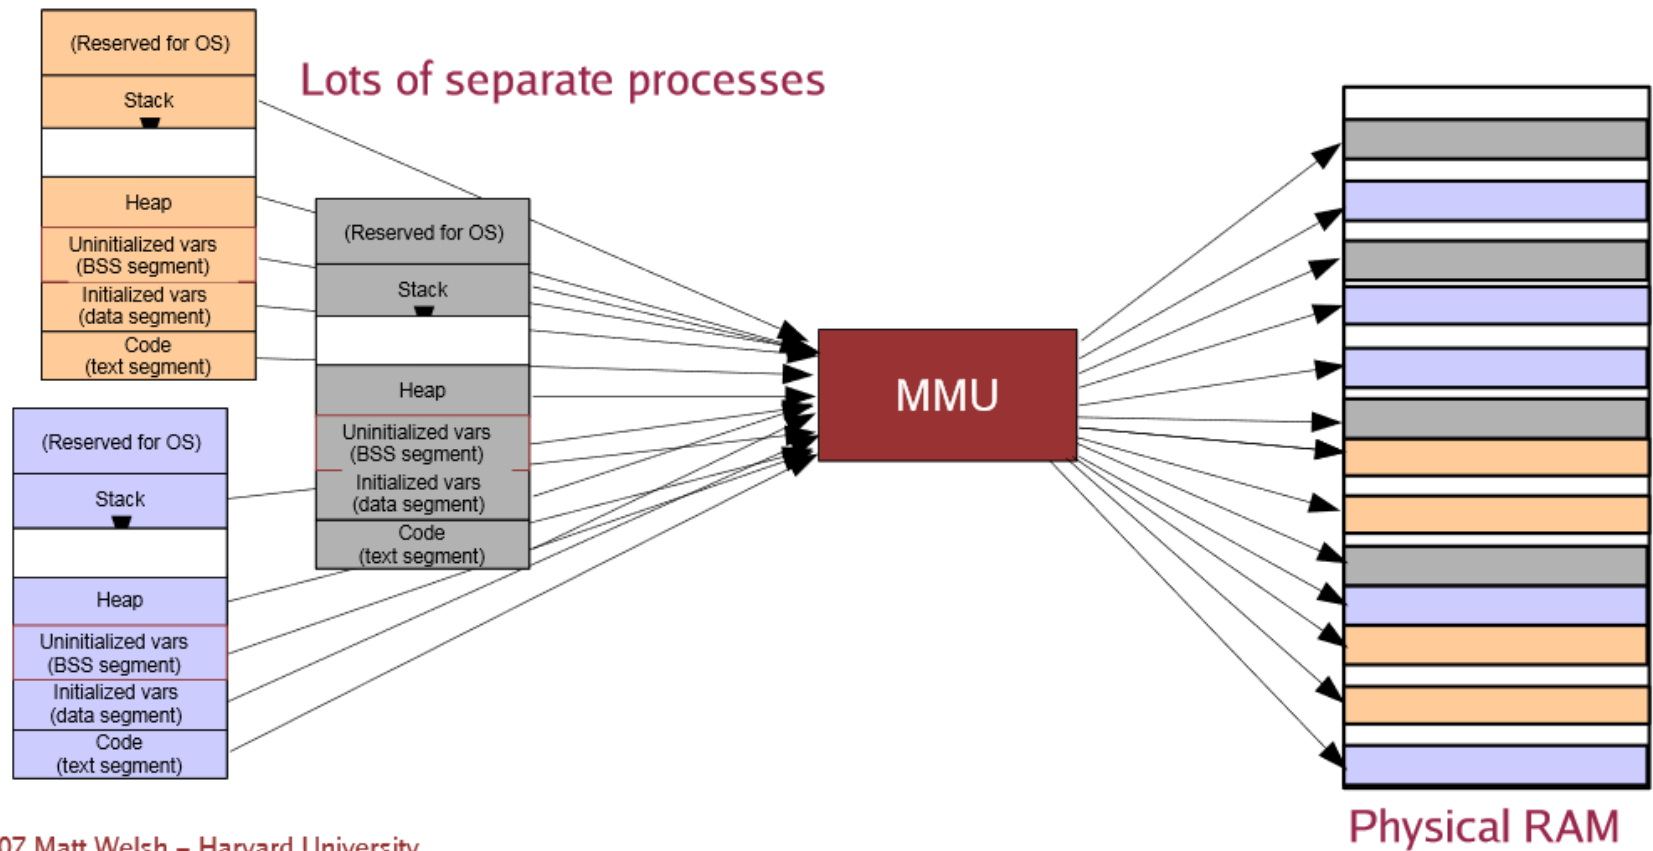 Lots of separate processes
(Reserved for OS)
Stack
Heap
Uninitialized vars
(BSS segment)
Initialized vars
(data segment)
Code
(text segment)
(Reserved for OS)
Stack
Heap
Uninitialized vars
(BSS segment)
Initialized vars
(data segment)
Code
(text segment)
(Reserved for OS)
Stack
Heap
Uninitialized vars
(BSS segment)
Initialized vars
(data segment)
Code
(text segment)
MMU
Physical RAM
07 Matt Welsh – Harvard University